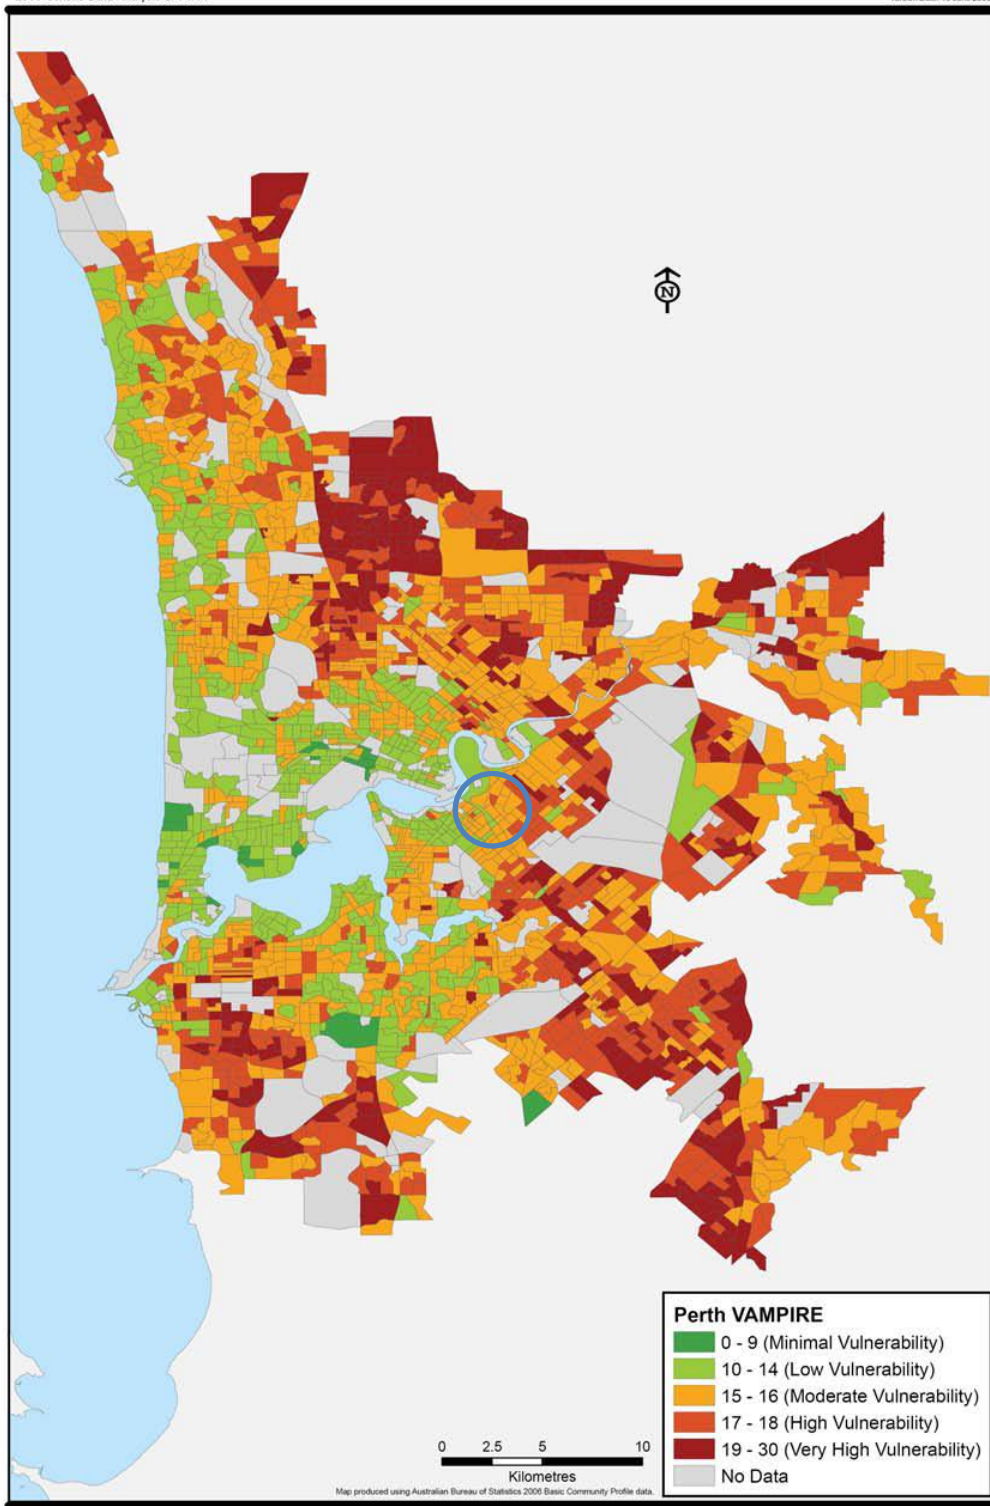 N
Perth VAMPIRE
0 - 9 (Minimal Vulnerability)
10 - 14 (Low Vulnerability)
15 - 16 (Moderate Vulnerability)
17 - 18 (High Vulnerability)
19 - 30 (Very High Vulnerability)
No Data
0 2.5 5 10
Kilometres
Map produced using Australian Bureau of Statistics 2006 Basic Community Profile data.